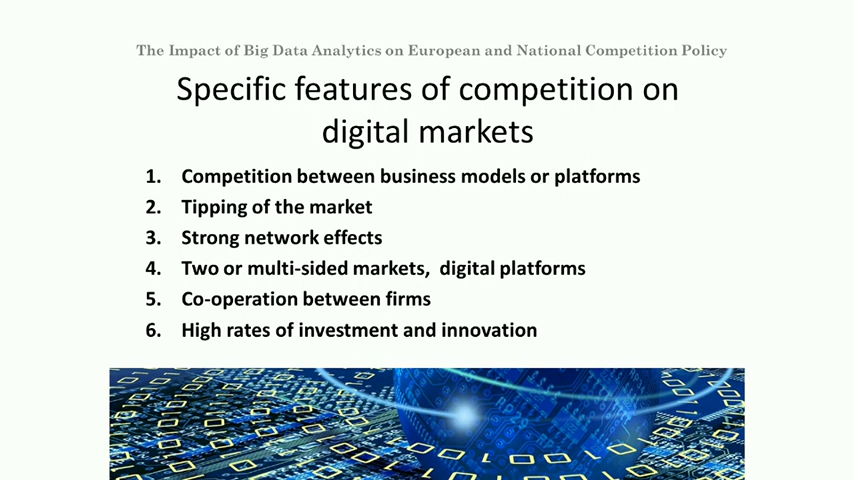 The Impact of Big Data Analytics on European and National Competition Policy
Specific features of competition on
digital markets
1. Competition between business models or platforms
2. Tipping of the market
3. Strong network effects
4. Two or multi-sided markets, digital platforms
5. Co-operation between firms
6. High rates of investment and innovation